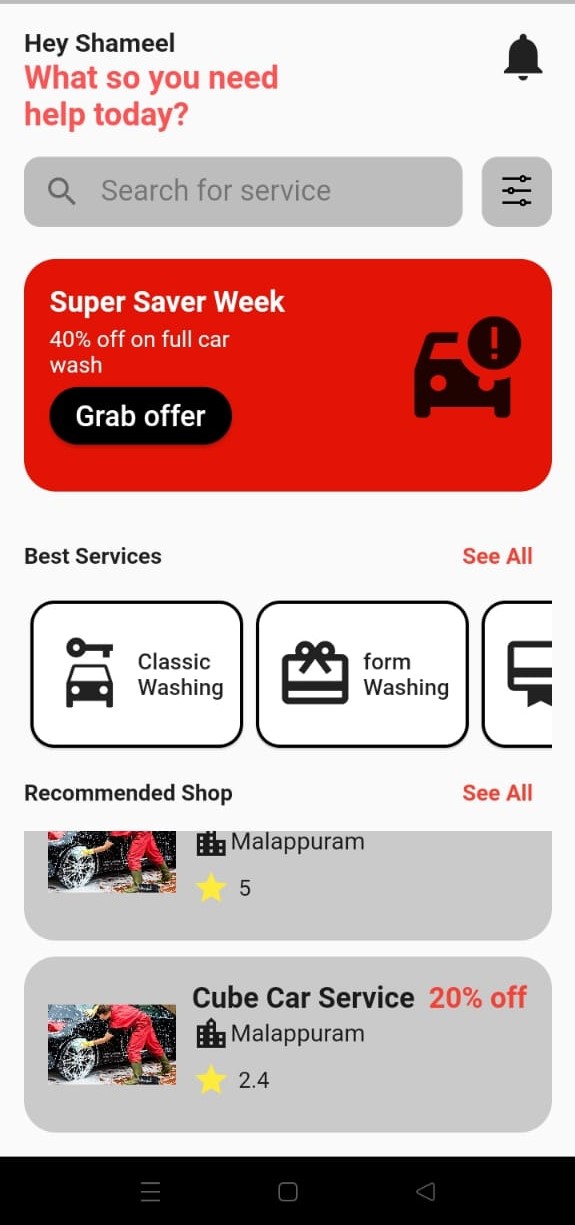 Hey Shameel
What so you need
help today?
Search for service
Super Saver Week
40% off on full car
wash
Grab offer
Best Services
See All
Classic
Washing
form
Washing
Recommended Shop
See All
Malappuram
5
Cube Car Service 20% off
Malappuram
2.4